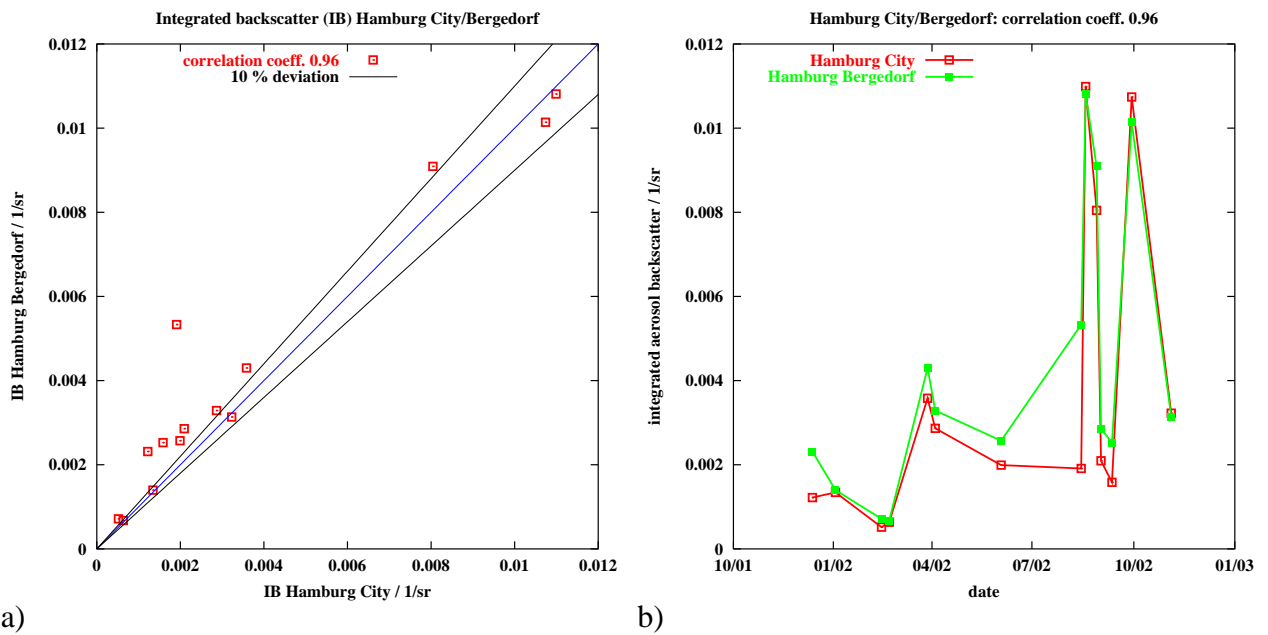 Integrated backscatter (IB) Hamburg City/Bergedorf
0.012
0.01
0.008
0.006
0.004
0.002
0
IB Hamburg Bergedorf / 1/sr
correlation coeff. 0.96
10 % deviation
0 0.002 0.004 0.006 0.008 0.01 0.012
IB Hamburg City / 1/sr
a)
Hamburg City/Bergedorf: correlation coeff. 0.96
0.012
0.01
0.008
0.006
0.004
0.002
0
integrated aerosol backscatter / 1/sr
Hamburg City
Hamburg Bergedorf
10/01 01/02 04/02 07/02 10/02 01/03
date
b)